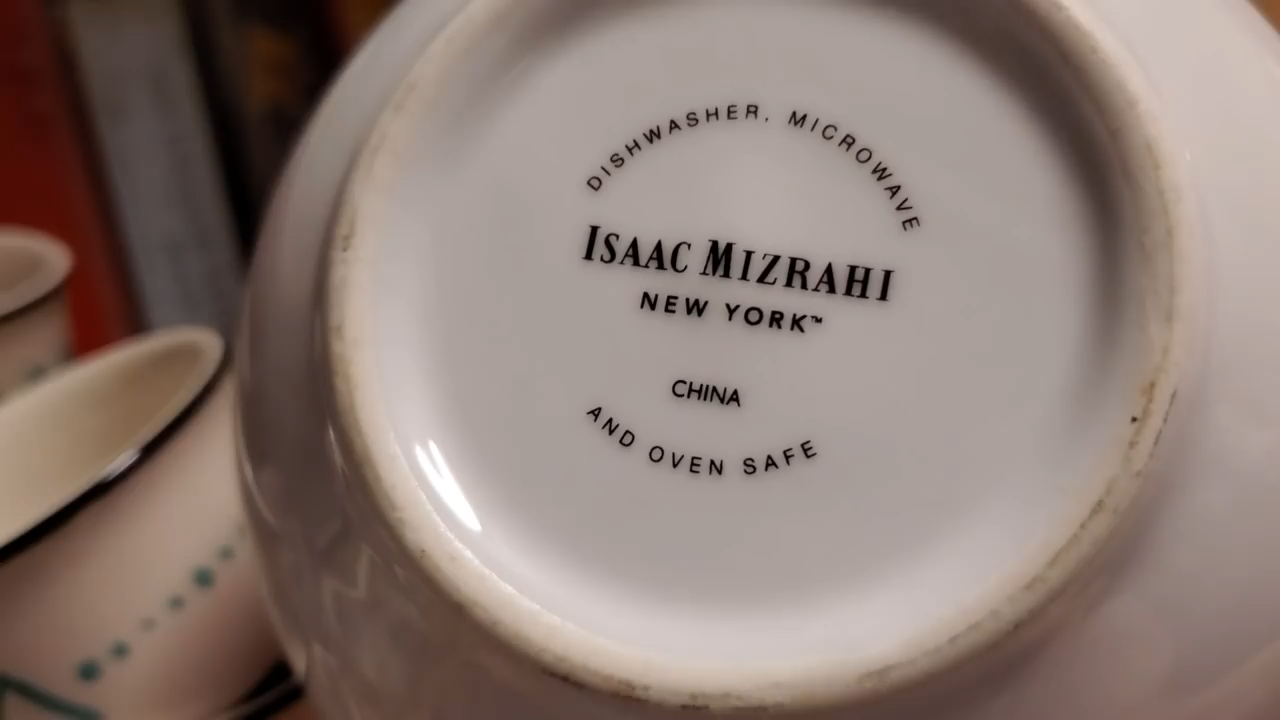 DISHWASHER, MICROWAVE
ISAAC MIZRAHI
NEW YORK™
CHINA
AND OVEN SAFE